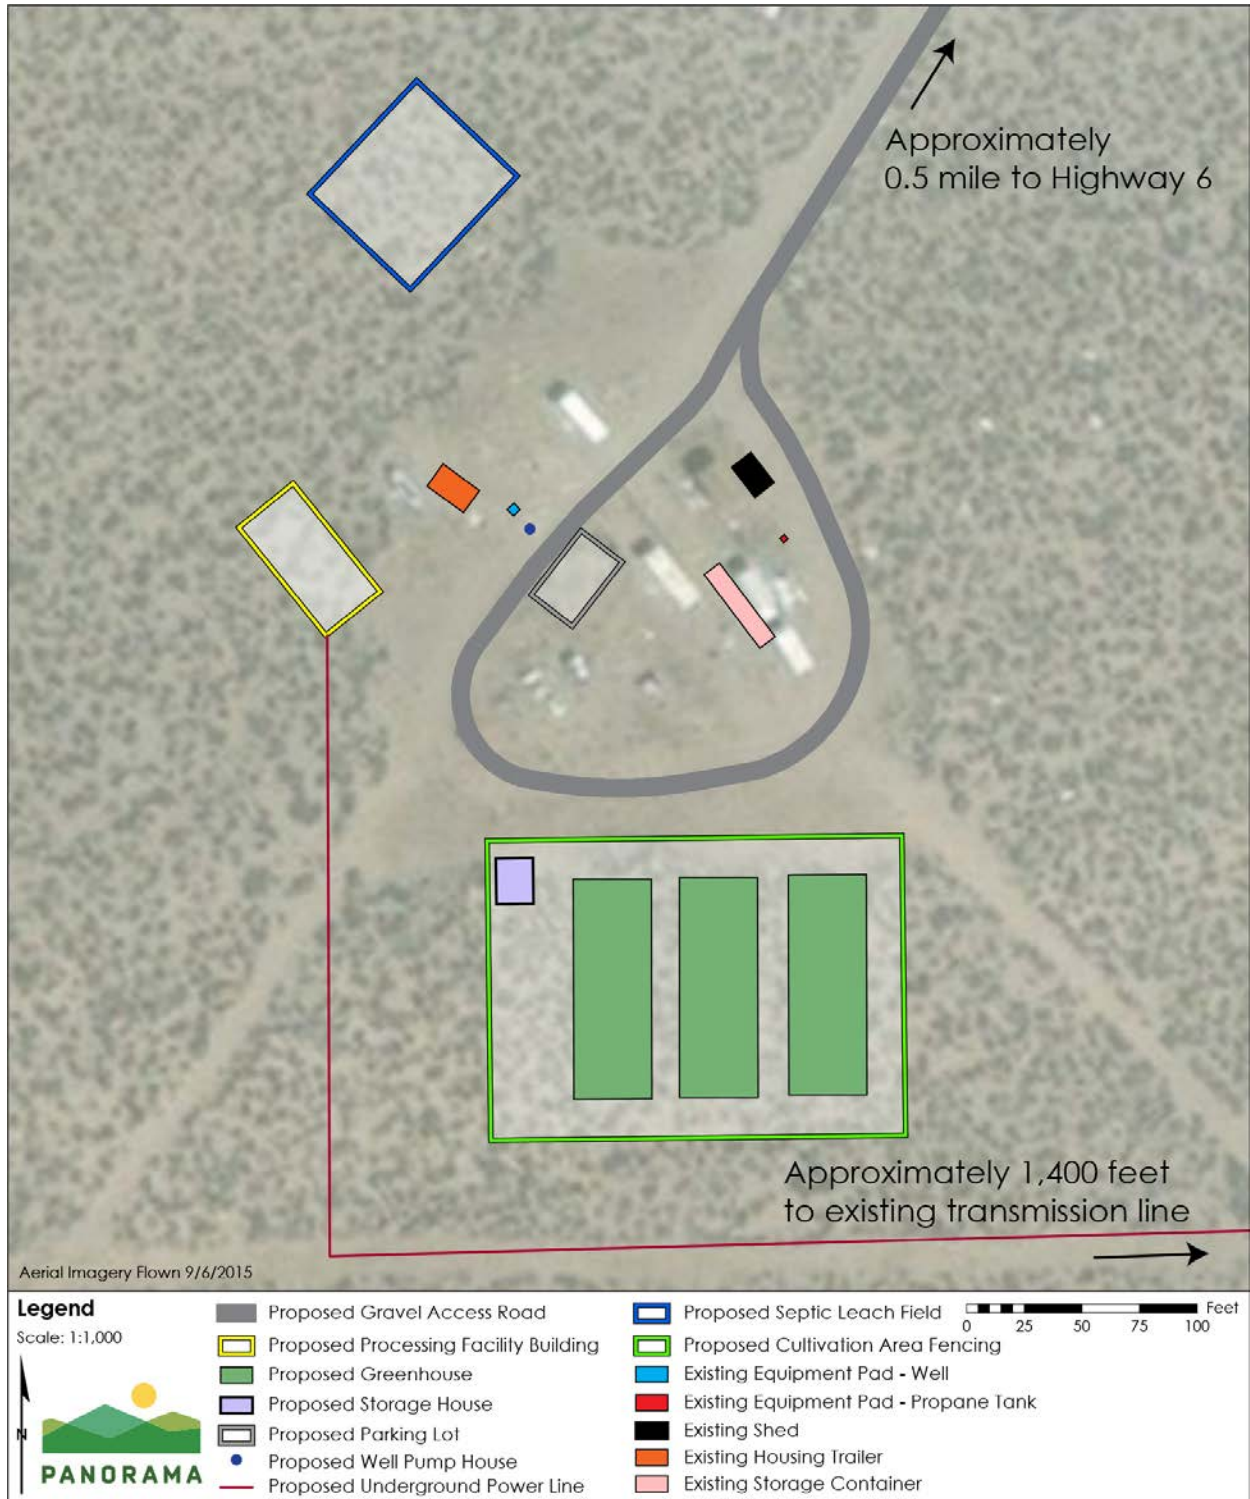 Approximately
0.5 mile to Highway 6
Approximately 1,400 feet
to existing transmission line
Aerial Imagery Flown 9/6/2015
Legend
Scale: 1:1,000
N
PANORAMA
Proposed Gravel Access Road
Proposed Processing Facility Building
Proposed Greenhouse
Proposed Storage House
Proposed Parking Lot
Proposed Well Pump House
Proposed Underground Power Line
Proposed Septic Leach Field
Proposed Cultivation Area Fencing
Existing Equipment Pad - Well
Existing Equipment Pad - Propane Tank
Existing Shed
Existing Housing Trailer
Existing Storage Container
Feet
0 25 50 75 100